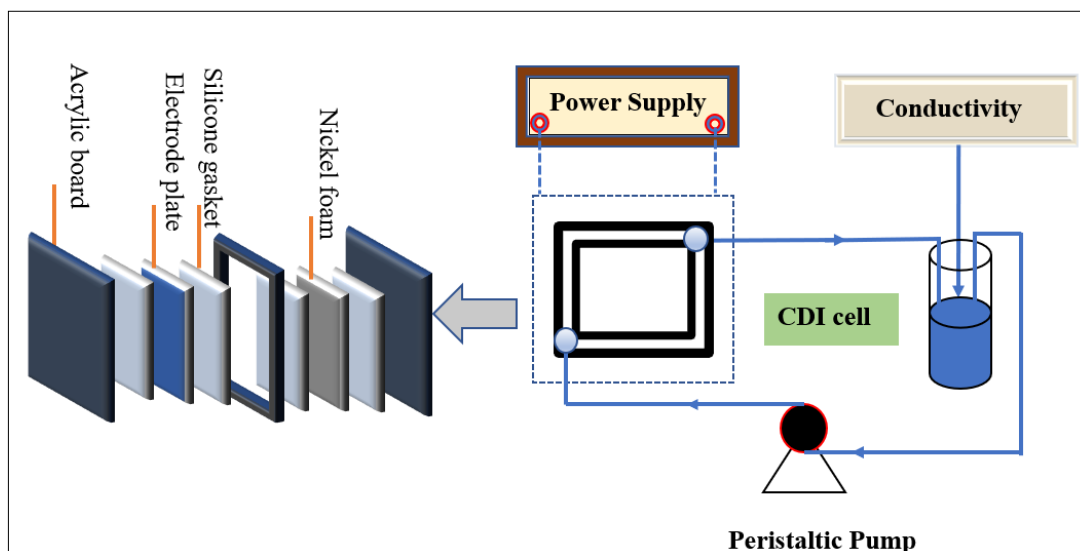 Acrylic board
Electrode plate
Silicone gasket
Nickel foam
Power Supply
Conductivity
CDI cell
Peristaltic Pump